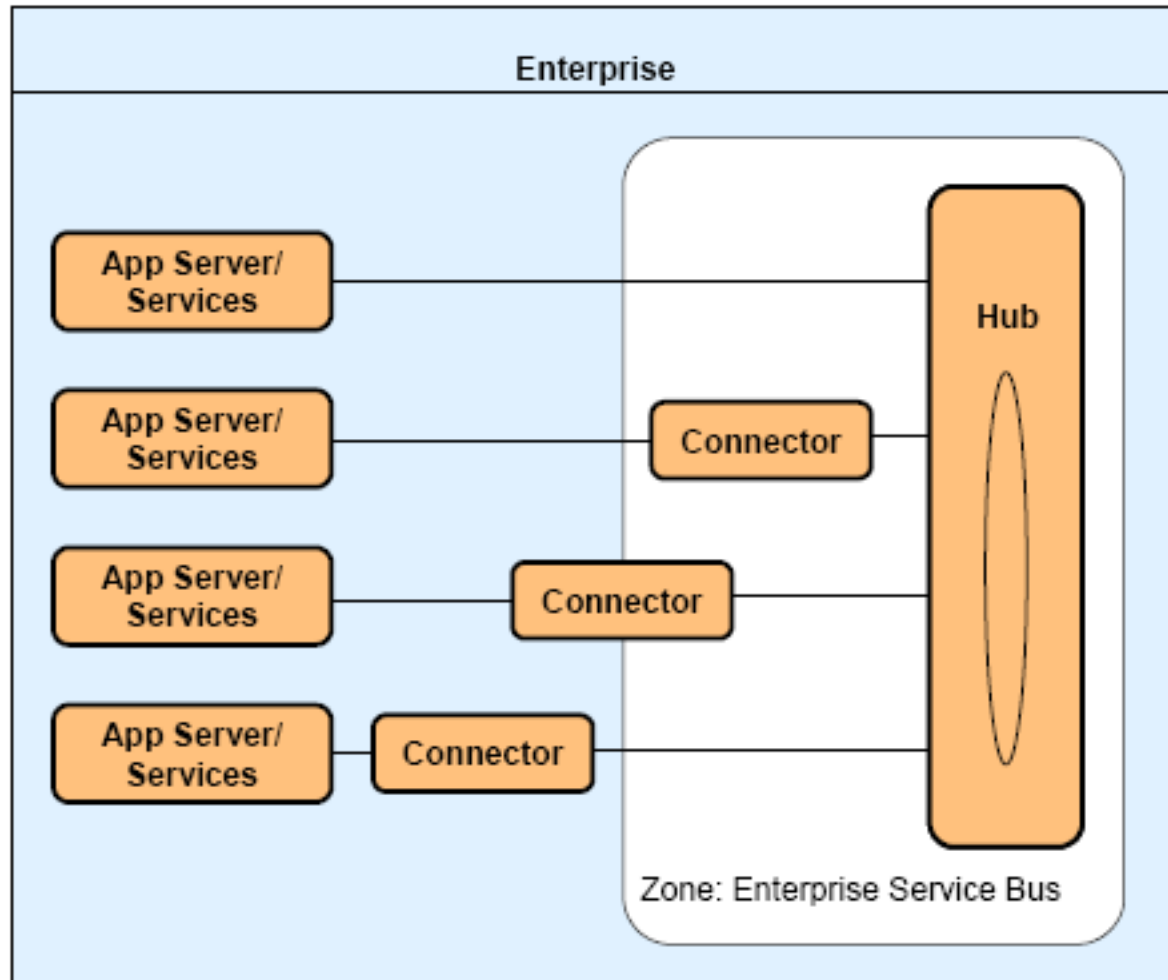 Enterprise
App Server/
Services
Hub
App Server/
Services
Connector
App Server/
Services
Connector
App Server/
Services
Connector
Zone: Enterprise Service Bus